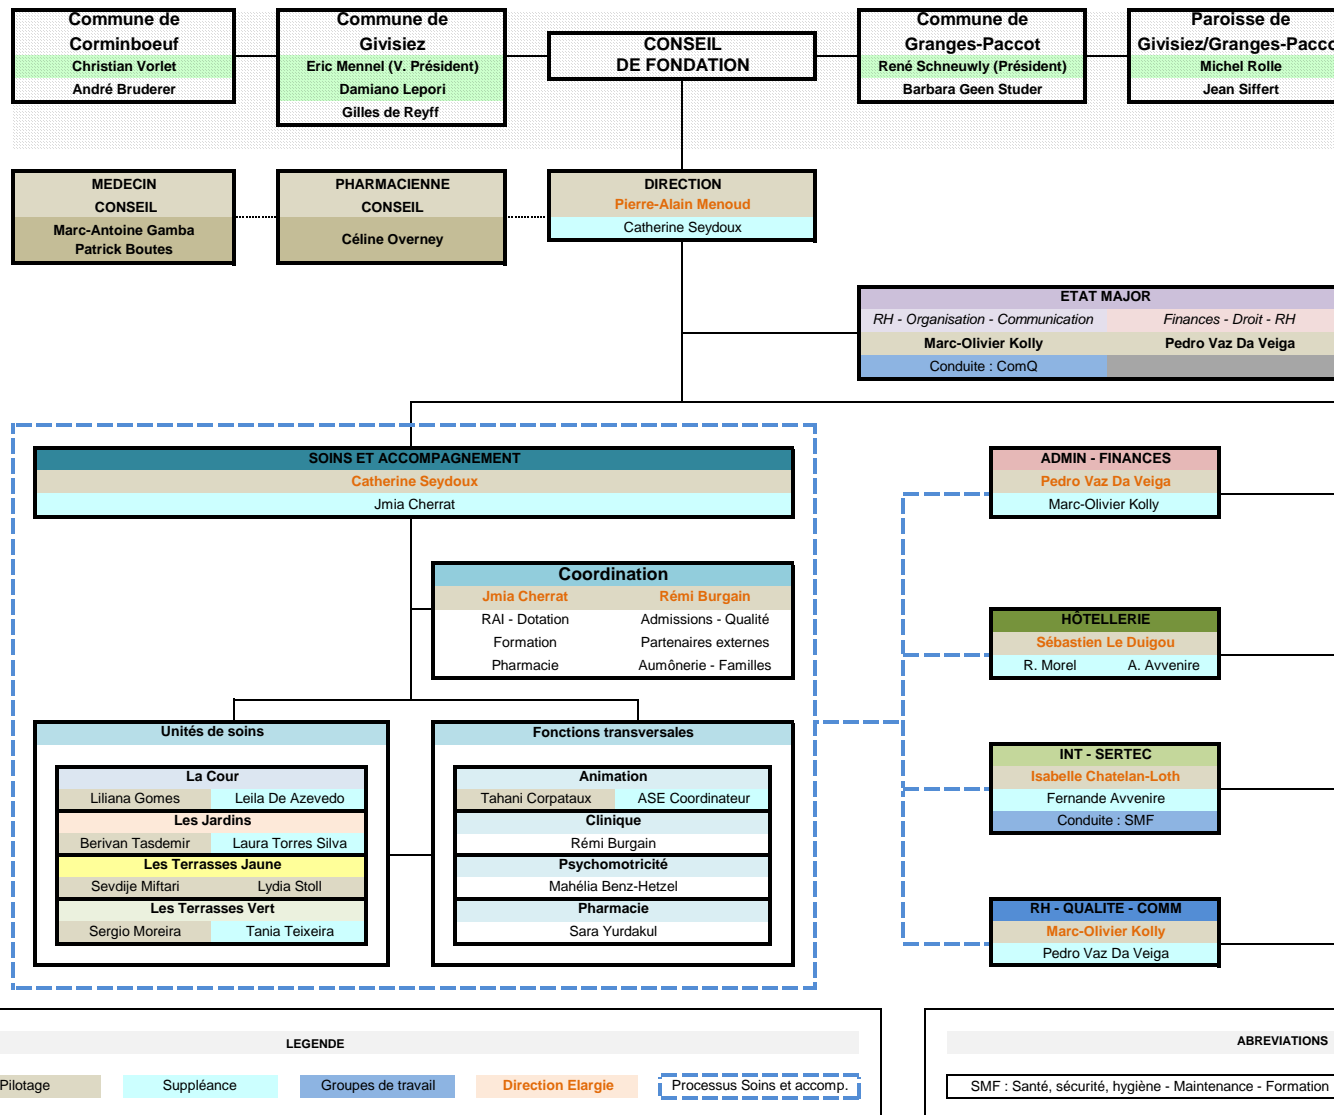 Commune de
Corminboeuf
Christian Vorlet
André Bruderer
Commune de
Givisiez
Eric Mennel (V. Président)
Damiano Lepori
Gilles de Reyff
CONSEIL
DE FONDATION
Commune de
Granges-Paccot
René Schneuwly (Président)
Barbara Geen Studer
Paroisse de
Givisiez/Granges-Pacco
Michel Rolle
Jean Siffert
MEDECIN
CONSEIL
Marc-Antoine Gamba
Patrick Boutes
PHARMACIENNE
CONSEIL
Céline Overney
DIRECTION
Pierre-Alain Menoud
Catherine Seydoux
ETAT MAJOR
RH - Organisation - Communication Finances - Droit - RH
Marc-Olivier Kolly Pedro Vaz Da Veiga
Conduite : ComQ
SOINS ET ACCOMPAGNEMENT
Catherine Seydoux
Jmia Cherrat
Coordination
Jmia Cherrat Rémi Burgain
RAI - Dotation Admissions - Qualité
Formation Partenaires externes
Pharmacie Aumônerie - Familles
Unités de soins
La Cour
Liliana Gomes Leila De Azevedo
Les Jardins
Berivan Tasdemir Laura Torres Silva
Les Terrasses Jaune
Sevdije Miftari Lydia Stoll
Les Terrasses Vert
Sergio Moreira Tania Teixeira
Fonctions transversales
Animation
Tahani Corpataux ASE Coordinateur
Clinique
Rémi Burgain
Psychomotricité
Mahélia Benz-Hetzel
Pharmacie
Sara Yurdakul
ADMIN - FINANCES
Pedro Vaz Da Veiga
Marc-Olivier Kolly
HÔTELLERIE
Sébastien Le Duigou
R. Morel A. Avvenire
INT - SERTEC
Isabelle Chatelan-Loth
Fernande Avvenire
Conduite : SMF
RH - QUALITE - COMM
Marc-Olivier Kolly
Pedro Vaz Da Veiga
LEGENDE
Pilotage Suppléance Groupes de travail Direction Elargie Processus Soins et accomp.
ABREVIATIONS
SMF : Santé, sécurité, hygiène - Maintenance - Formation